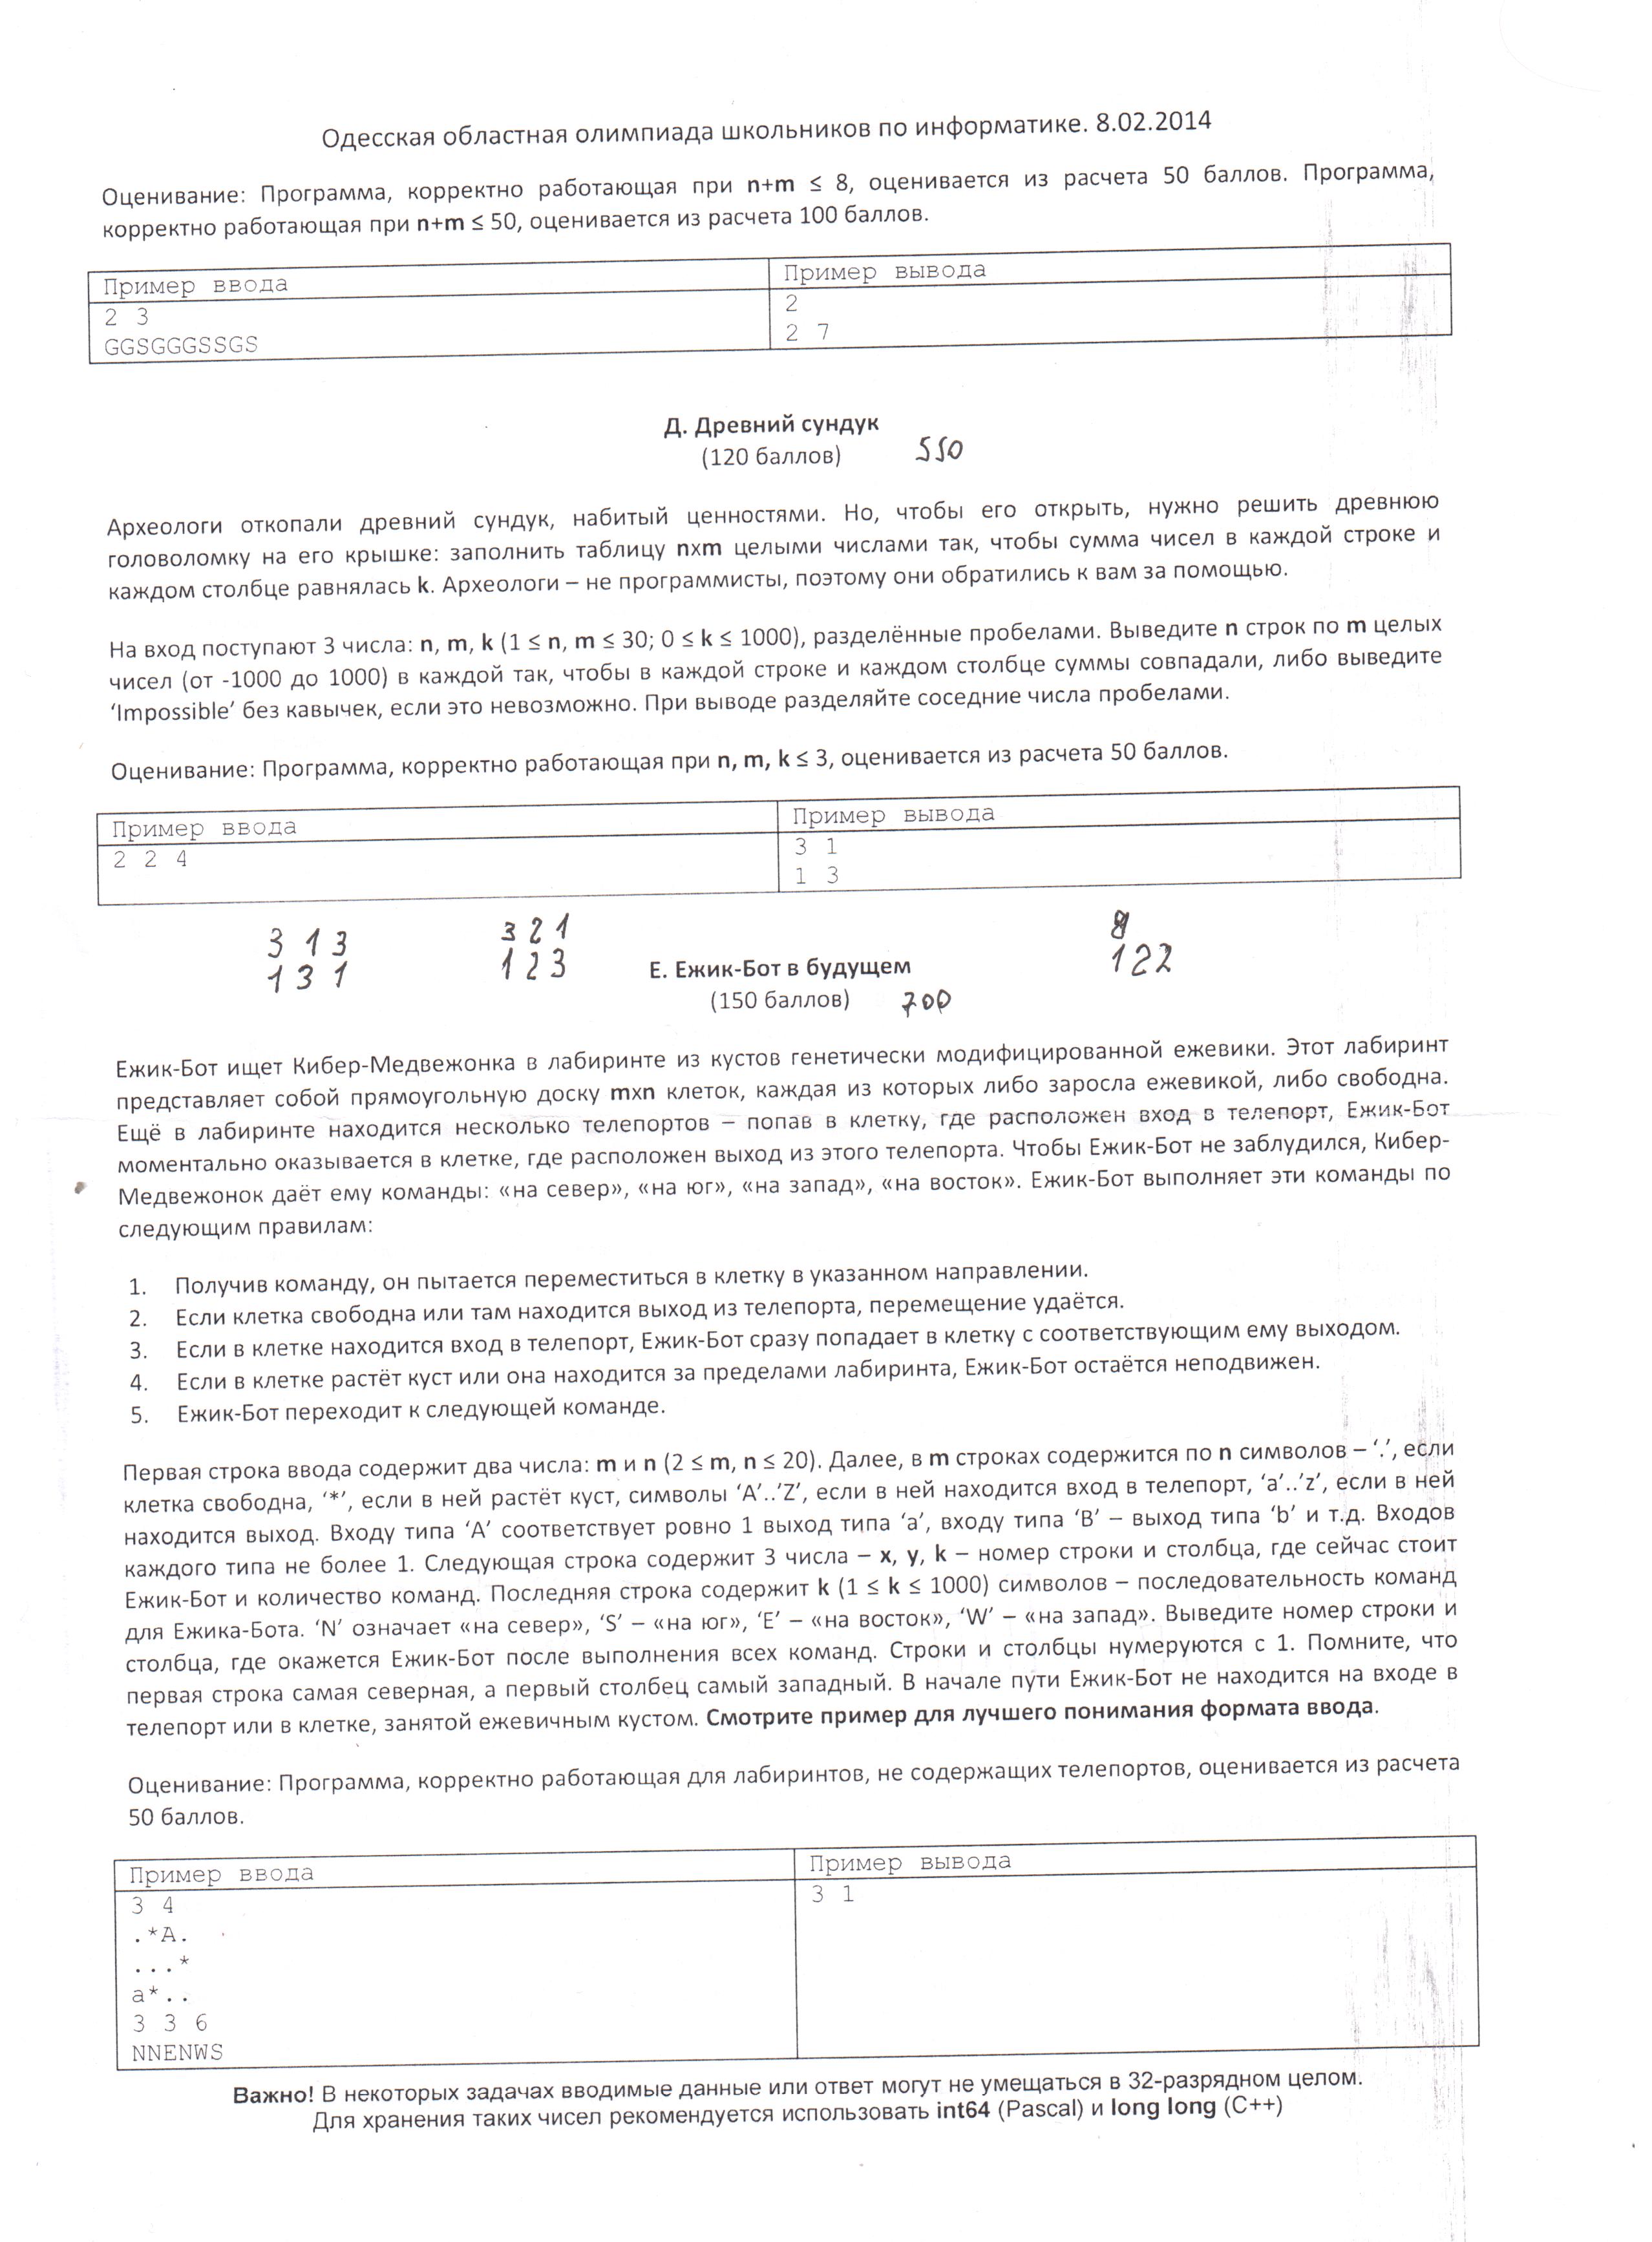 Одесская областная олимпиада школьников по информатике. 8.02.2014
Оценивание: Программа, корректно работающая при n+m ≤ 8, оценивается из расчета 50 баллов. Программа,
корректно работающая при n+m ≤ 50, оценивается из расчета 100 баллов.
Пример ввода
Пример вывода
2 3
GGSGGGSSGS
2
2 7
Д. Древний сундук
(120 баллов) 550
Археологи откопали древний сундук, набитый ценностями. Но, чтобы его открыть, нужно решить древнюю
головоломку на его крышке: заполнить таблицу nxm целыми числами так, чтобы сумма чисел в каждой строке и
каждом столбце равнялась k. Археологи – не программисты, поэтому они обратились к вам за помощью.
На вход поступают 3 числа: n, m, k (1 ≤ n, m ≤ 30; 0 ≤ k ≤ 1000), разделённые пробелами. Выведите n строк по m целых
чисел (от -1000 до 1000) в каждой так, чтобы в каждой строке и каждом столбце суммы совпадали, либо выведите
‘Impossible’ без кавычек, если это невозможно. При выводе разделяйте соседние числа пробелами.
Оценивание: Программа, корректно работающая при n, m, k ≤ 3, оценивается из расчета 50 баллов.
Пример ввода
Пример вывода
2 2 4
3 1
1 3
3 1 3
1 3 1
3 2 1
1 2 3
122
Е. Ежик-Бот в будущем
(150 баллов) 700
Ежик-Бот ищет Кибер-Медвежонка в лабиринте из кустов генетически модифицированной ежевики. Этот лабиринт
представляет собой прямоугольную доску mxn клеток, каждая из которых либо заросла ежевикой, либо свободна.
Ещё в лабиринте находится несколько телепортов – попав в клетку, где расположен вход в телепорт, Ежик-Бот
моментально оказывается в клетке, где расположен выход из этого телепорта. Чтобы Ежик-Бот не заблудился, Кибер-
Медвежонок даёт ему команды: «на север», «на юг», «на запад», «на восток». Ежик-Бот выполняет эти команды по
следующим правилам:
1. Получив команду, он пытается переместиться в клетку в указанном направлении.
2. Если клетка свободна или там находится выход из телепорта, перемещение удаётся.
3. Если в клетке находится вход в телепорт, Ежик-Бот сразу попадает в клетку с соответствующим ему выходом.
4. Если в клетке растёт куст или она находится за пределами лабиринта, Ежик-Бот остаётся неподвижен.
5. Ежик-Бот переходит к следующей команде.
Первая строка ввода содержит два числа: m и n (2 ≤ m, n ≤ 20). Далее, в m строках содержится по n символов – ‘.’, если
клетка свободна, ‘*’, если в ней растёт куст, символы ‘A’..‘Z’, если в ней находится вход в телепорт, ‘a’..‘z’, если в ней
находится выход. Входу типа ‘A’ соответствует ровно 1 выход типа ‘a’, входу типа ‘B’ – выход типа ‘b’ и т.д. Входов
каждого типа не более 1. Следующая строка содержит 3 числа – x, y, k – номер строки и столбца, где сейчас стоит
Ежик-Бот и количество команд. Последняя строка содержит k (1 ≤ k ≤ 1000) символов – последовательность команд
для Ежика-Бота. ‘N’ означает «на север», ‘S’ – «на юг», ‘E’ – «на восток», ‘W’ – «на запад». Выведите номер строки и
столбца, где окажется Ежик-Бот после выполнения всех команд. Строки и столбцы нумеруются с 1. Помните, что
первая строка самая северная, а первый столбец самый западный. В начале пути Ежик-Бот не находится на входе в
телепорт или в клетке, занятой ежевичным кустом. Смотрите пример для лучшего понимания формата ввода.
Оценивание: Программа, корректно работающая для лабиринтов, не содержащих телепортов, оценивается из расчета
50 баллов.
Пример ввода
Пример вывода
3 4
.*A.
...*
a*..
3 3 6
NNENWS
3 1
Важно! В некоторых задачах вводимые данные или ответ могут не умещаться в 32-разрядном целом.
Для хранения таких чисел рекомендуется использовать int64 (Pascal) и long long (C++)